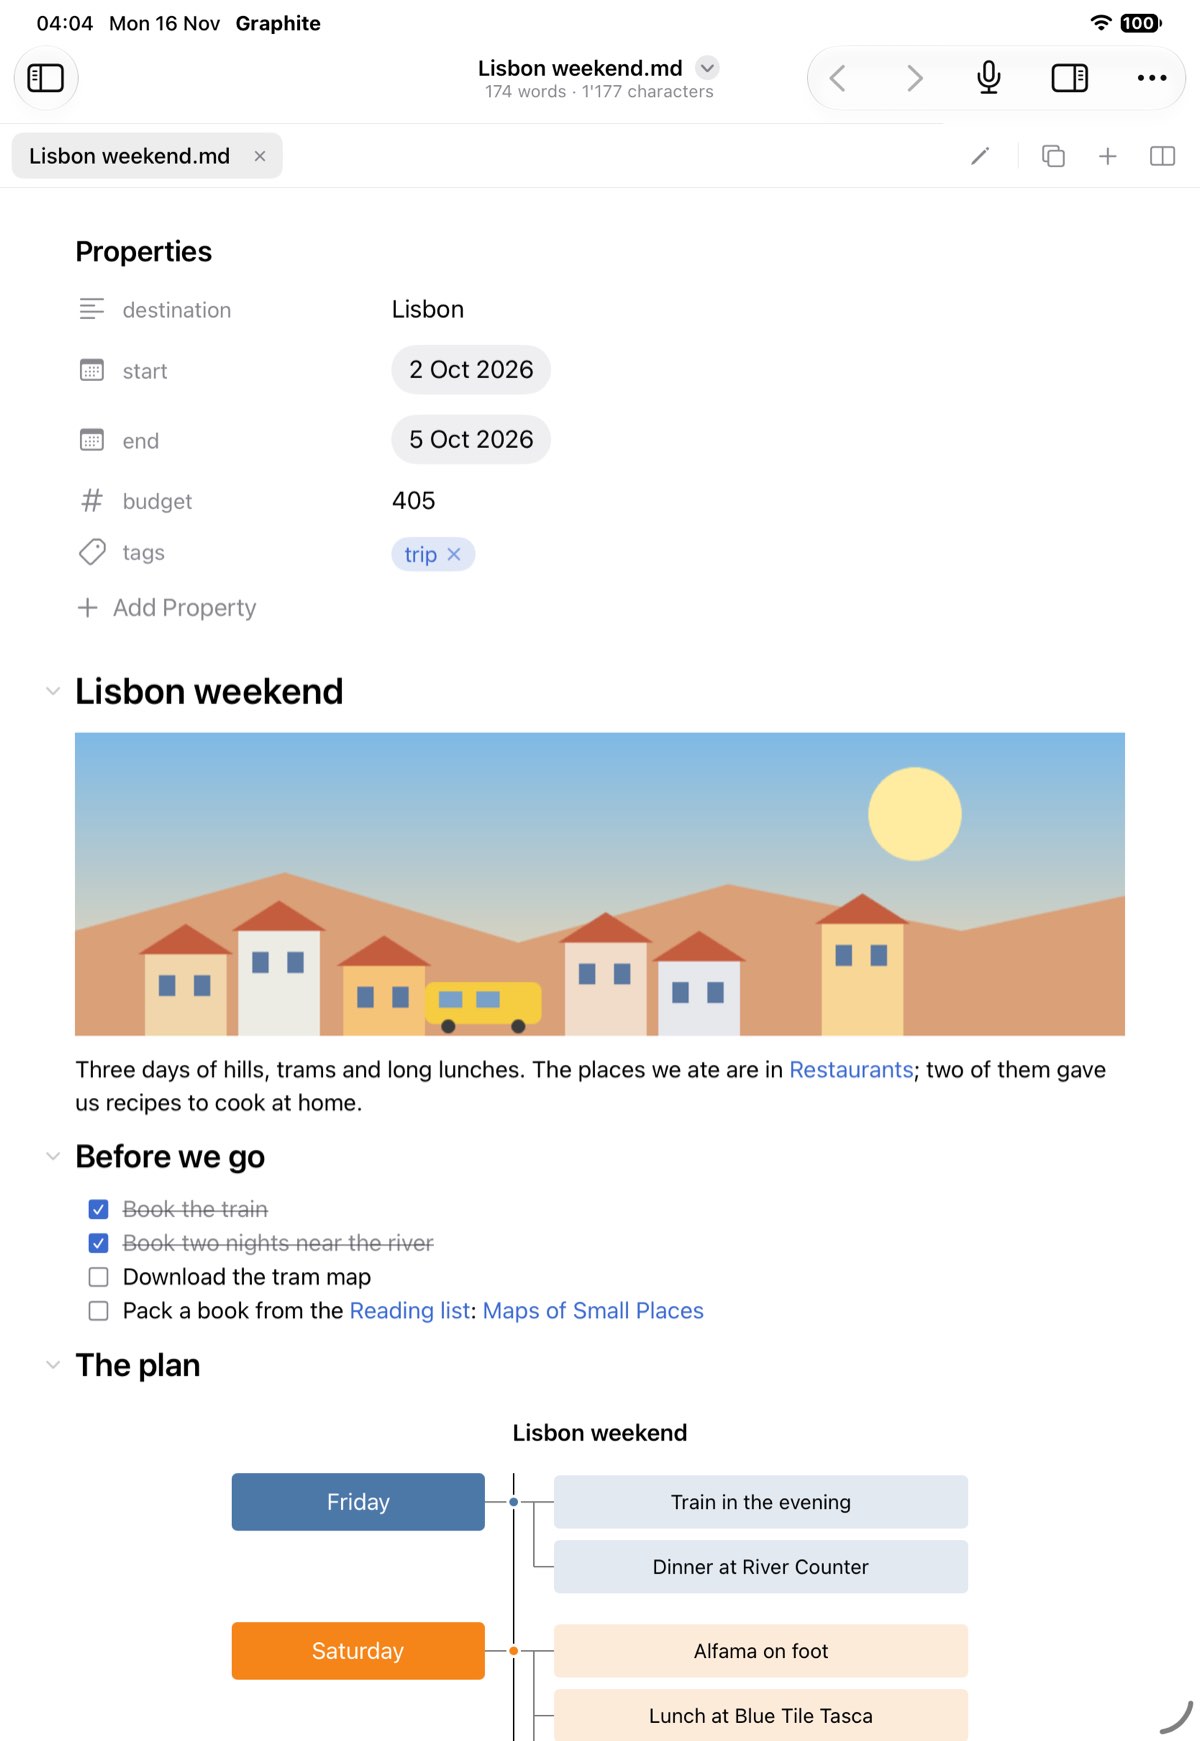 04:04 Mon 16 Nov Graphite
100
Lisbon weekend.md
174 words · 1'177 characters
Lisbon weekend.md
Properties
destination Lisbon
start 2 Oct 2026
end 5 Oct 2026
budget 405
tags trip
Add Property
Lisbon weekend
Three days of hills, trams and long lunches. The places we ate are in Restaurants; two of them gave
us recipes to cook at home.
Before we go
Book the train
Book two nights near the river
Download the tram map
Pack a book from the Reading list: Maps of Small Places
The plan
Lisbon weekend
Friday
Train in the evening
Dinner at River Counter
Saturday
Alfama on foot
Lunch at Blue Tile Tasca